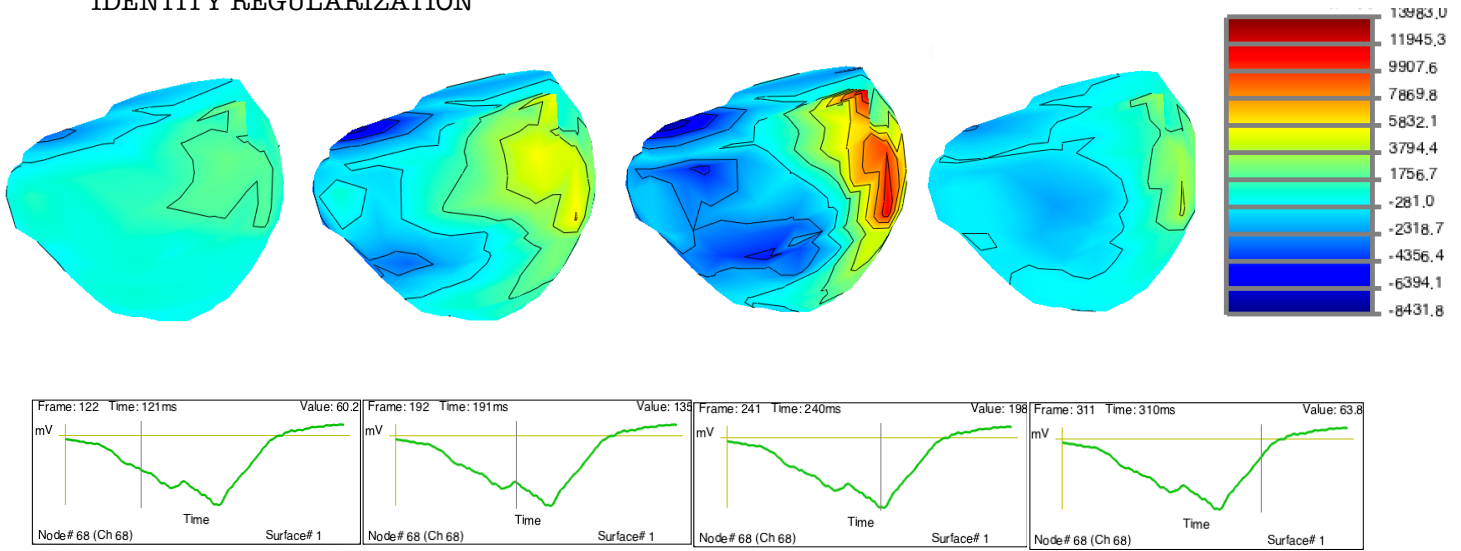 IDENTITY REGULARIZATION
13983.0
11945.3
9907.6
7869.8
5832.1
3794.4
1756.7
-281.0
-2318.7
-4356.4
-6394.1
-8431.8
Frame: 122 Time: 121ms Value: 60.2
mV
Time
Node# 68 (Ch 68) Surface# 1
Frame: 192 Time: 191ms Value: 135
mV
Time
Node# 68 (Ch 68) Surface# 1
Frame: 241 Time: 240ms Value: 198
mV
Time
Node# 68 (Ch 68) Surface# 1
Frame: 311 Time: 310ms Value: 63.8
mV
Time
Node# 68 (Ch 68) Surface# 1